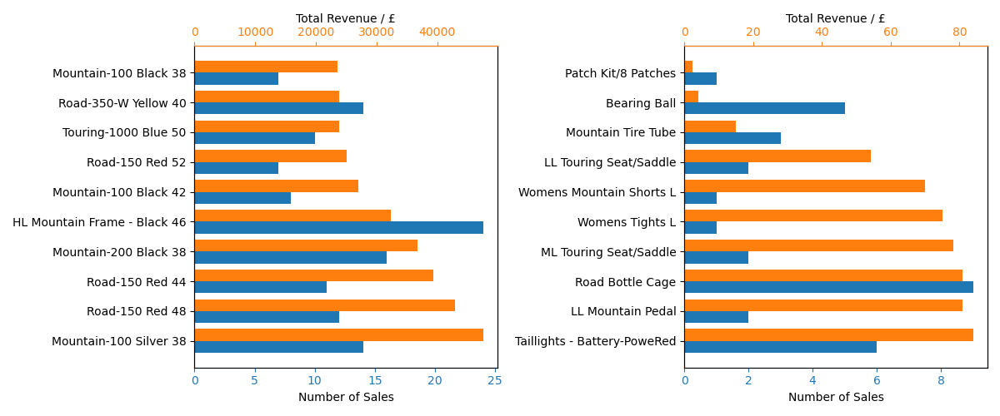 Total Revenue / £
0 10000 20000 30000 40000
Mountain-100 Black 38
Road-350-W Yellow 40
Touring-1000 Blue 50
Road-150 Red 52
Mountain-100 Black 42
HL Mountain Frame - Black 46
Mountain-200 Black 38
Road-150 Red 44
Road-150 Red 48
Mountain-100 Silver 38
0 5 10 15 20 25
Number of Sales
Total Revenue / £
0 20 40 60 80
Patch Kit/8 Patches
Bearing Ball
Mountain Tire Tube
LL Touring Seat/Saddle
Womens Mountain Shorts L
Womens Tights L
ML Touring Seat/Saddle
Road Bottle Cage
LL Mountain Pedal
Taillights - Battery-PoweRed
0 2 4 6 8
Number of Sales